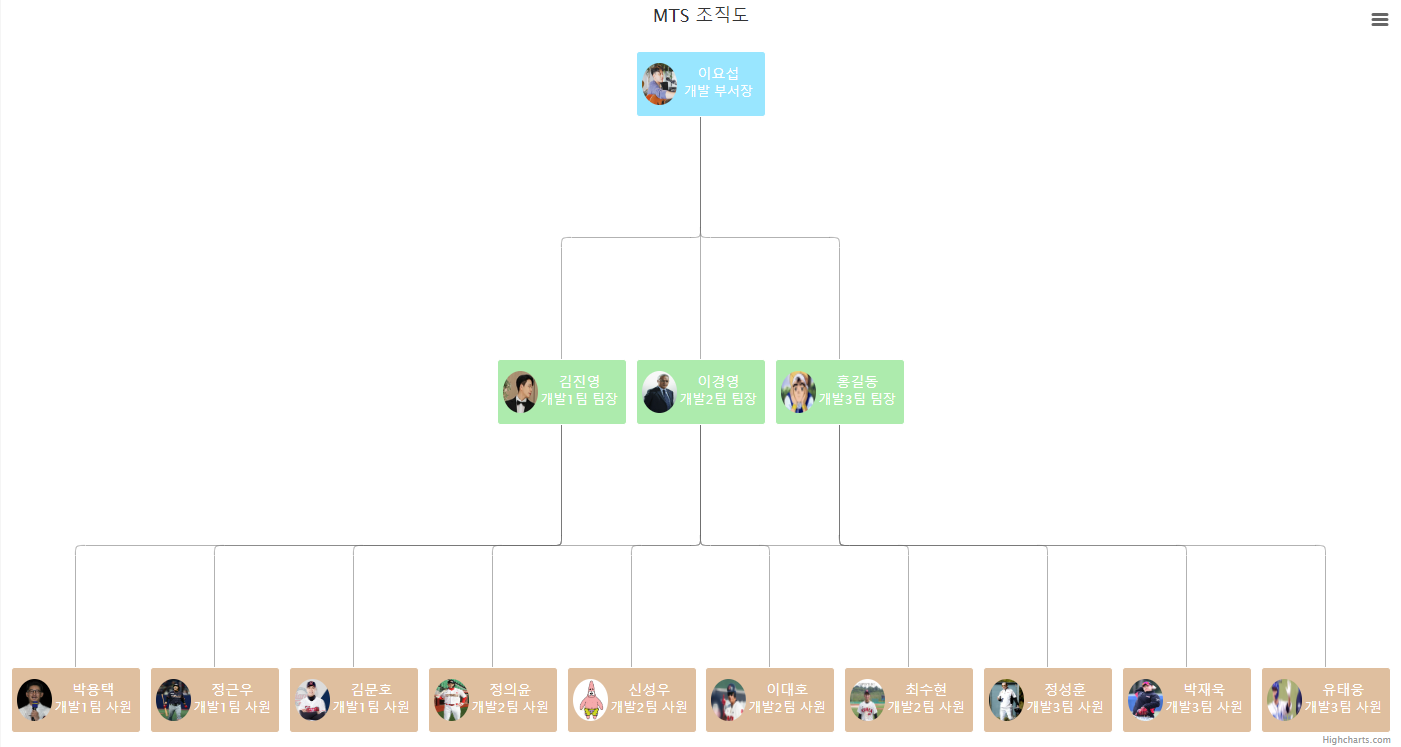 MTS 조직도
이요섭
개발 부서장
김진영
개발1팀 팀장
이경영
개발2팀 팀장
홍길동
개발3팀 팀장
박용택
개발1팀 사원
정근우
개발1팀 사원
김문호
개발1팀 사원
정의윤
개발2팀 사원
신성우
개발2팀 사원
이대호
개발2팀 사원
최수현
개발2팀 사원
정성훈
개발3팀 사원
박재욱
개발3팀 사원
유태웅
개발3팀 사원
Highcharts.com